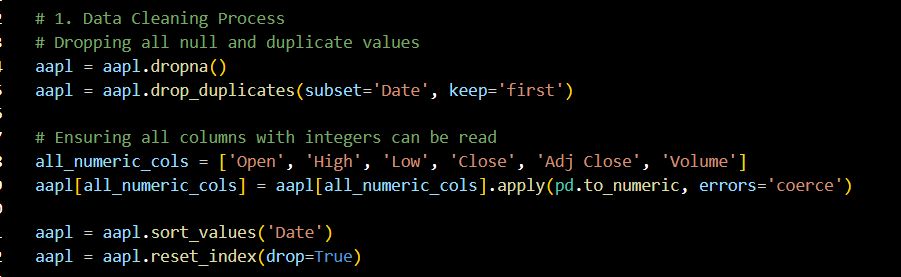 # 1. Data Cleaning Process
# Dropping all null and duplicate values
aapl = aapl.dropna()
aapl = aapl.drop_duplicates(subset='Date', keep='first')
# Ensuring all columns with integers can be read
all_numeric_cols = ['Open', 'High', 'Low', 'Close', 'Adj Close', 'Volume']
aapl[all_numeric_cols] = aapl[all_numeric_cols].apply(pd.to_numeric, errors='coerce')
aapl = aapl.sort_values('Date')
aapl = aapl.reset_index(drop=True)